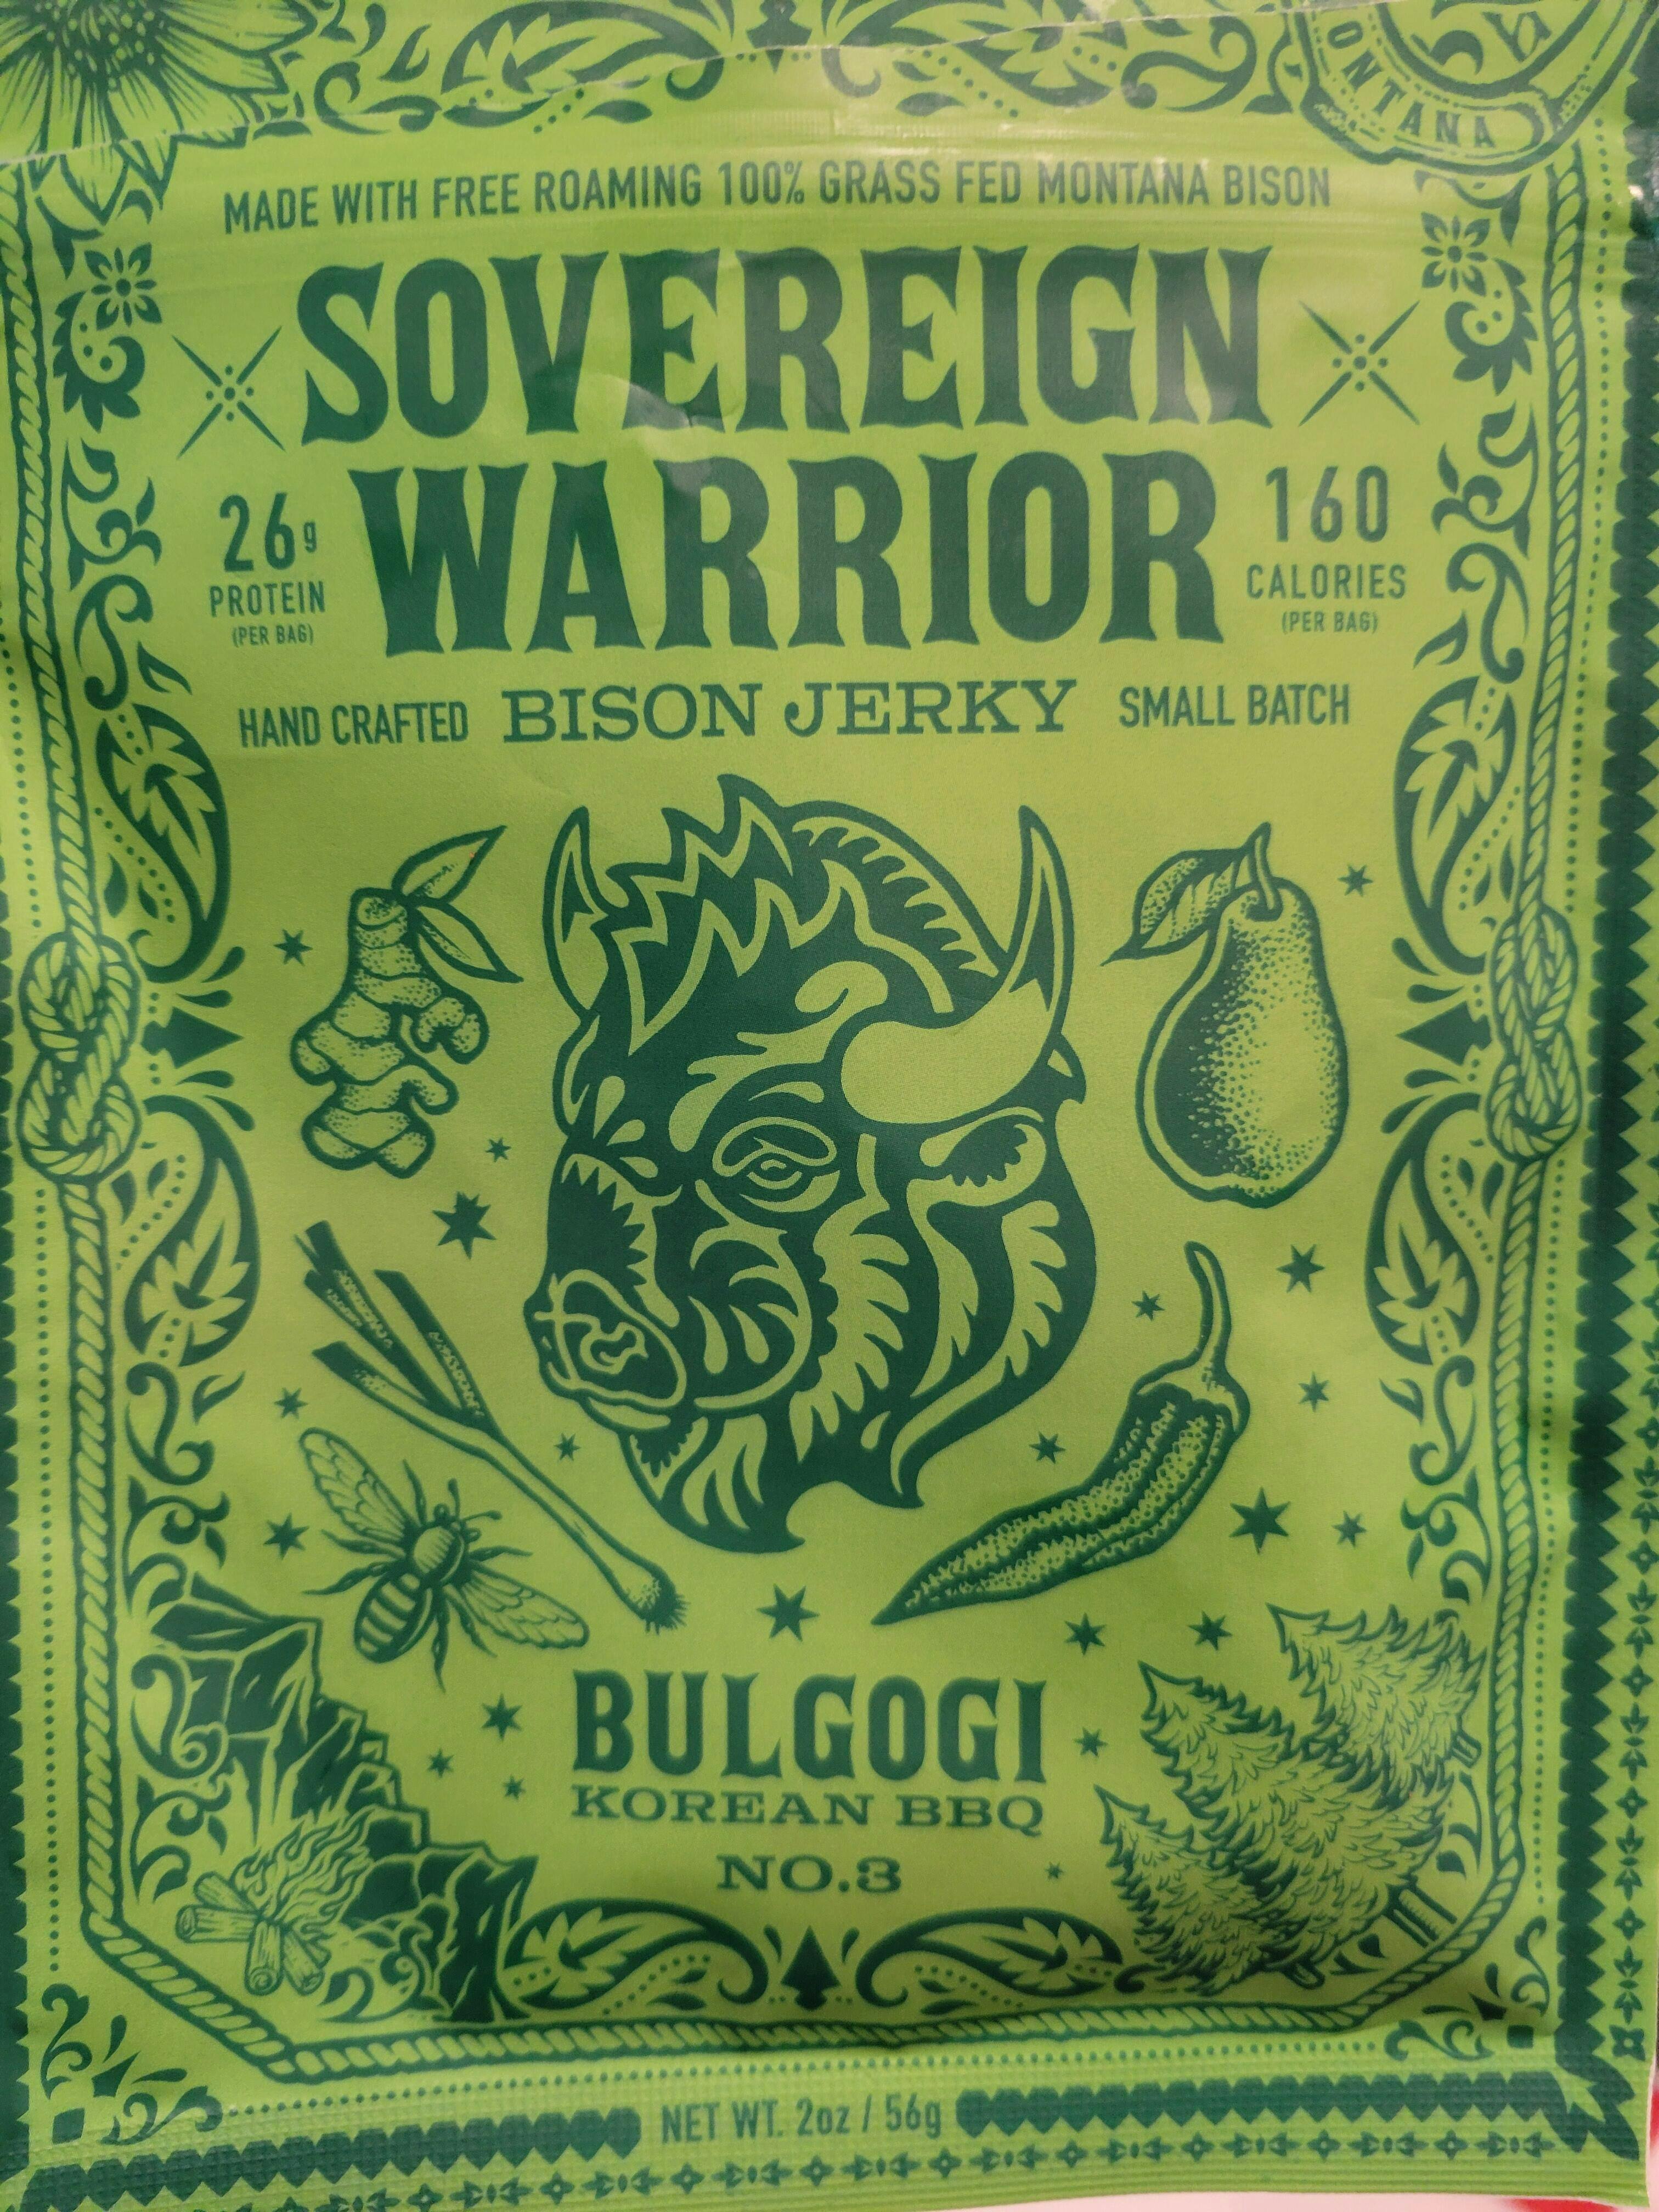 ONTANA
MADE WITH FREE ROAMING 100% GRASS FED MONTANA BISON
SOVEREIGN
WARRIOR
26g
PROTEIN
(PER BAG)
160
CALORIES
(PER BAG)
HAND CRAFTED BISON JERKY SMALL BATCH
BULGOGI
KOREAN BBQ
NO.3
NET WT. 2oz / 56g